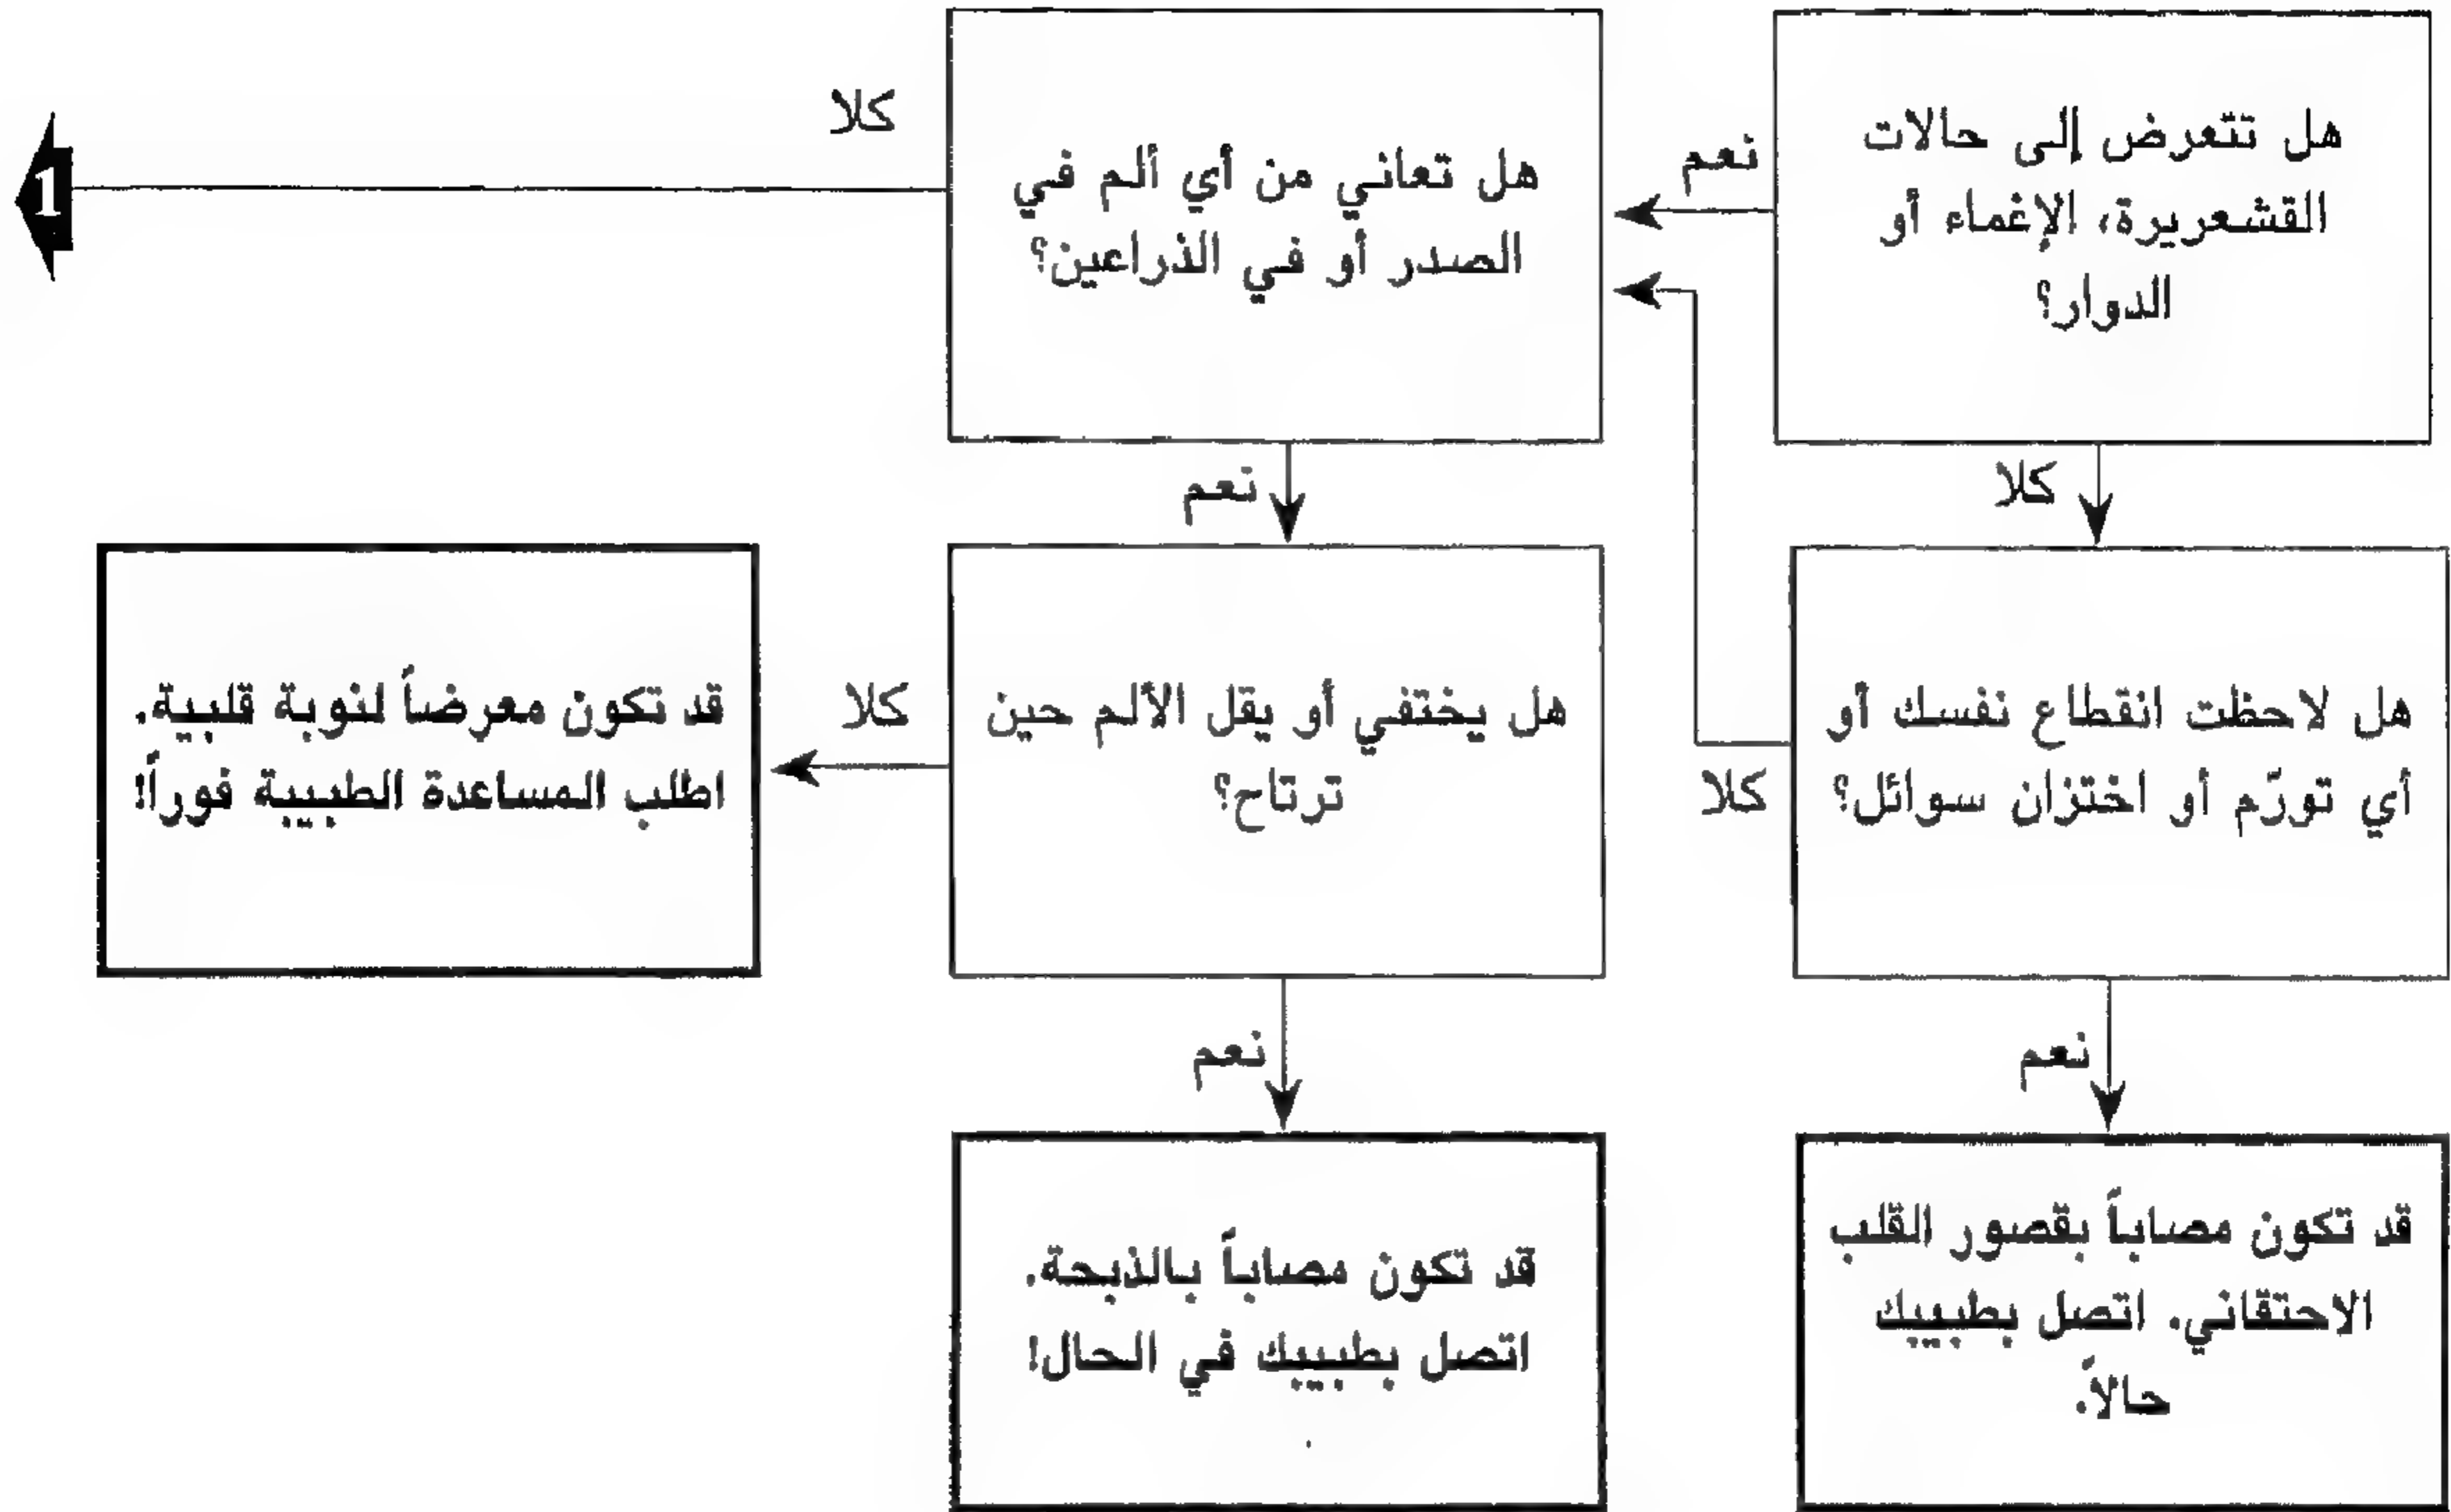 هل تتعرض إلى حالات
القشعريرة، الإغماء أو
الدوار؟
نعم
هل تعاني من أي ألم في
الصدر أو في الذراعين؟
كلا
1
كلا
نعم
هل لاحظت انقطاع نفسك أو
أي تورّم أو اختزان سوائل؟
كلا
هل يختفي أو يقل الألم حين
ترتاح؟
كلا
قد تكون معرضاً لنوبة قلبية.
اطلب المساعدة الطبيبة فوراً!
نعم
نعم
قد تكون مصاباً بقصور القلب
الاحتقاني. اتصل بطبيبك
حالاً.
قد تكون مصاباً بالذبحة.
اتصل بطبيبك في الحال!